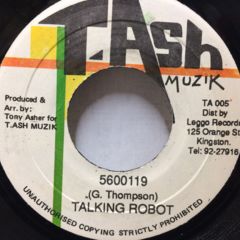 T.Ash
MUZIK
Produced &
Arr. by:
Tony Asher for
T.ASH MUZIK
TA 005
Dist by
Leggo Records
125 Orange St
Kingston.
Tel: 92-27916
5600119
.(G. Thompson)
TALKING ROBOT
UNAUTHORISED COPYING STRICTLY PROHIBITED